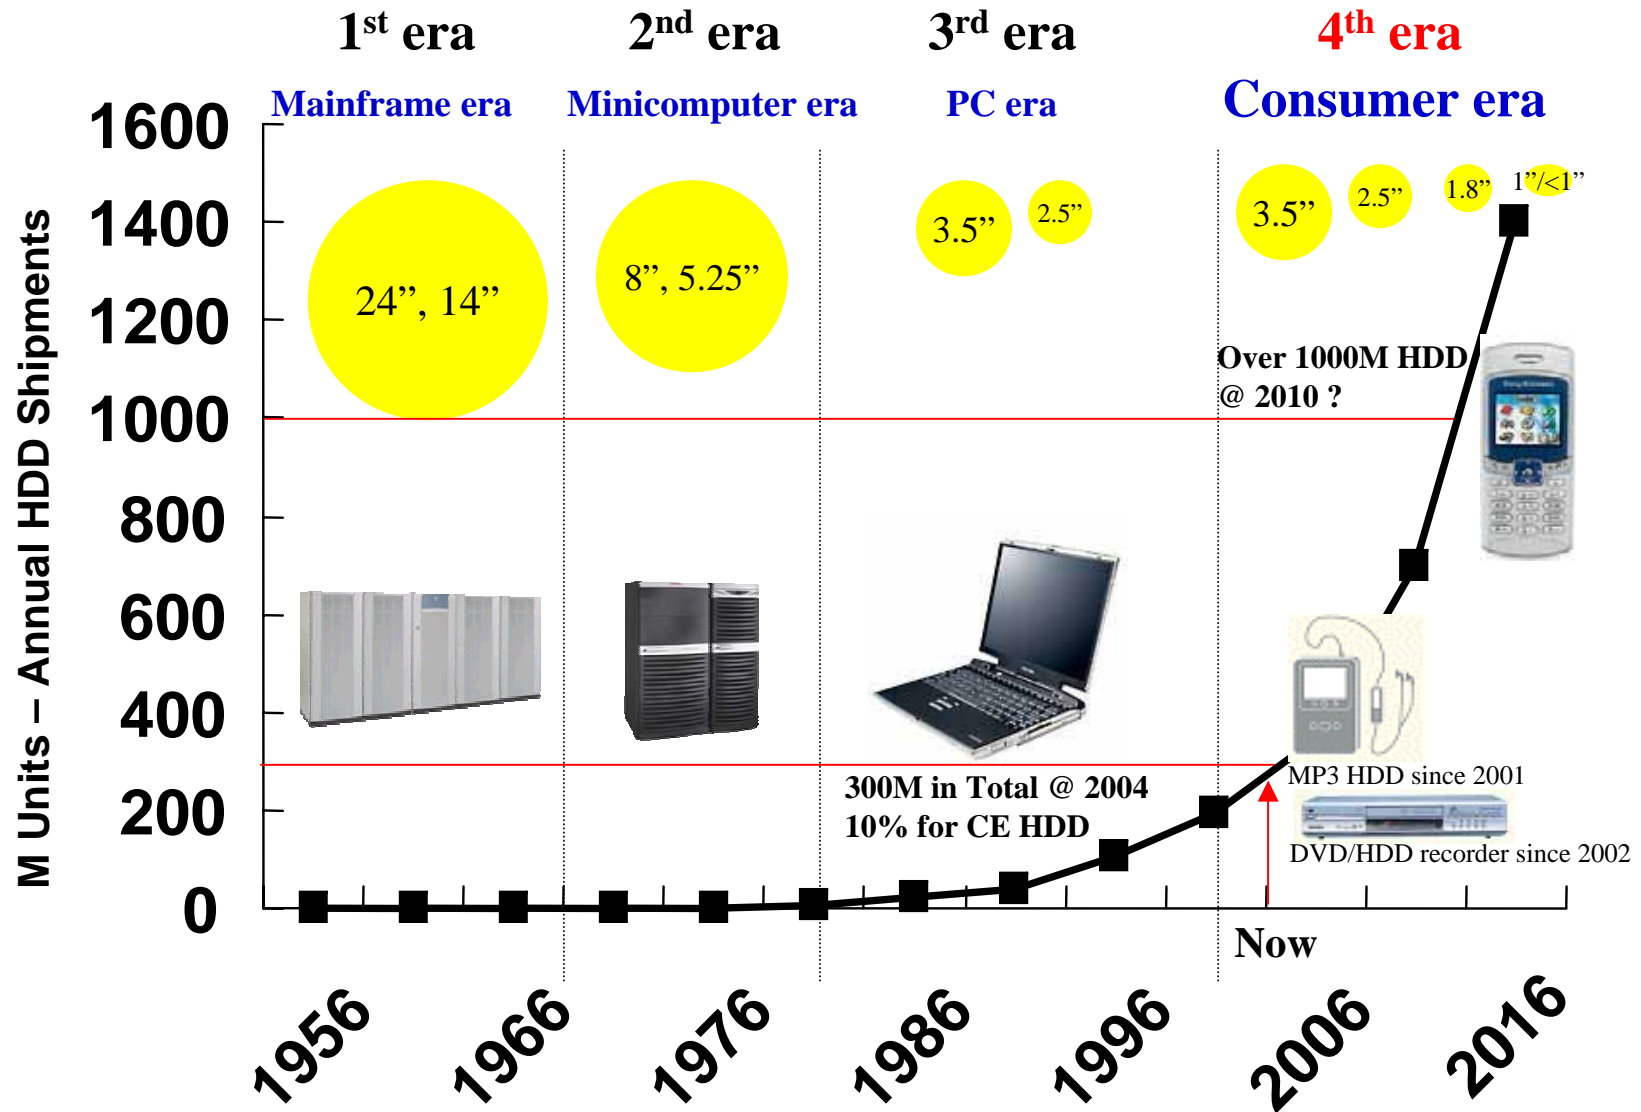 1st era
2nd era
3rd era
4th era
Mainframe era
Minicomputer era
PC era
Consumer era
M Units – Annual HDD Shipments
1600
1400
1200
1000
800
600
400
200
0
24”, 14”
8”, 5.25”
3.5”
2.5”
3.5”
2.5”
1.8”
1”/<1”
Over 1000M HDD
@ 2010 ?
300M in Total @ 2004
10% for CE HDD
MP3 HDD since 2001
DVD/HDD recorder since 2002
Now
1956
1966
1976
1986
1996
2006
2016